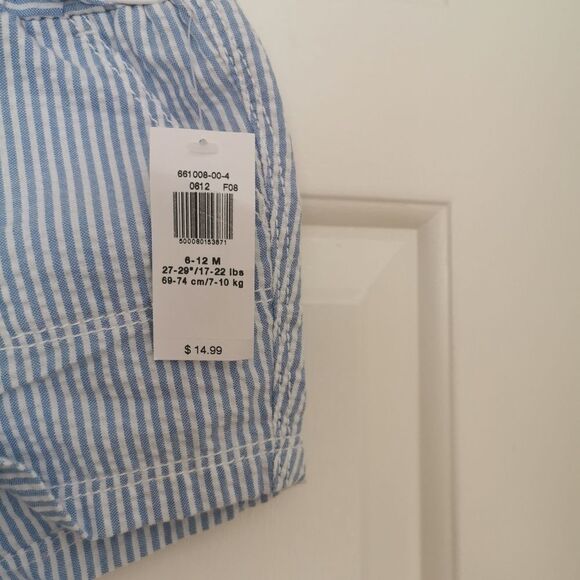 661008-00-4
0612 F08
500080153871
6-12 M
27-29"/17-22 lbs
69-74 cm/7-10 kg
$ 14.99